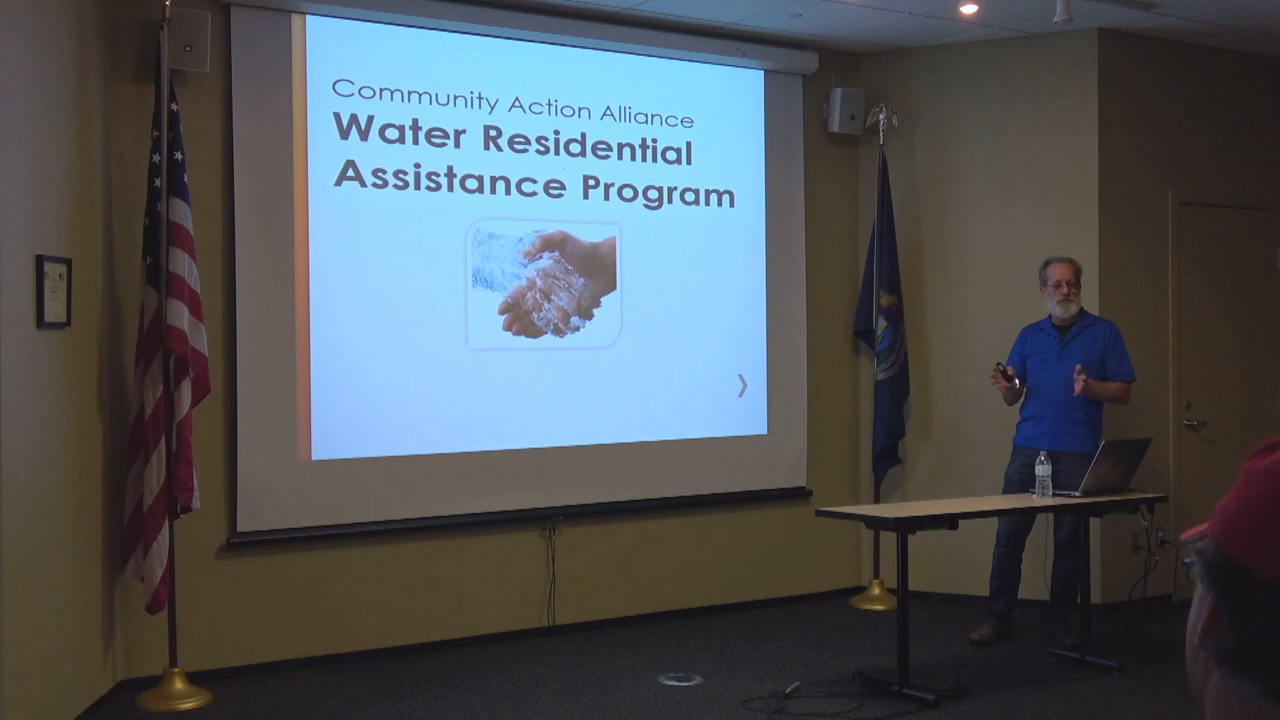 Community Action Alliance
Water Residential
Assistance Program